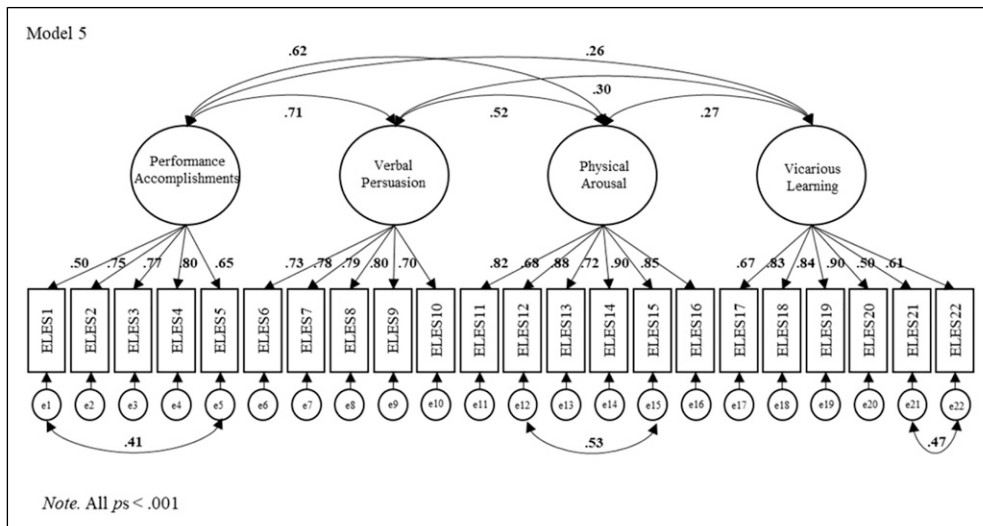 Model 5
.62
.26
.30
.71
.52
.27
Performance
Accomplishments
Verbal
Persuasion
Physical
Arousal
Vicarious
Learning
.50 .75 .77 .80 .65 .73 .78 .79 .80 .70 .82 .68 .88 .72 .90 .85 .67 .83 .84 .90 .50 .61
ELES1 ELES2 ELES3 ELES4 ELES5 ELES6 ELES7 ELES8 ELES9 ELES10 ELES11 ELES12 ELES13 ELES14 ELES15 ELES16 ELES17 ELES18 ELES19 ELES20 ELES21 ELES22
e1 e2 e3 e4 e5 e6 e7 e8 e9 e10 e11 e12 e13 e14 e15 e16 e17 e18 e19 e20 e21 e22
.41 .53 .47
Note. All ps < .001